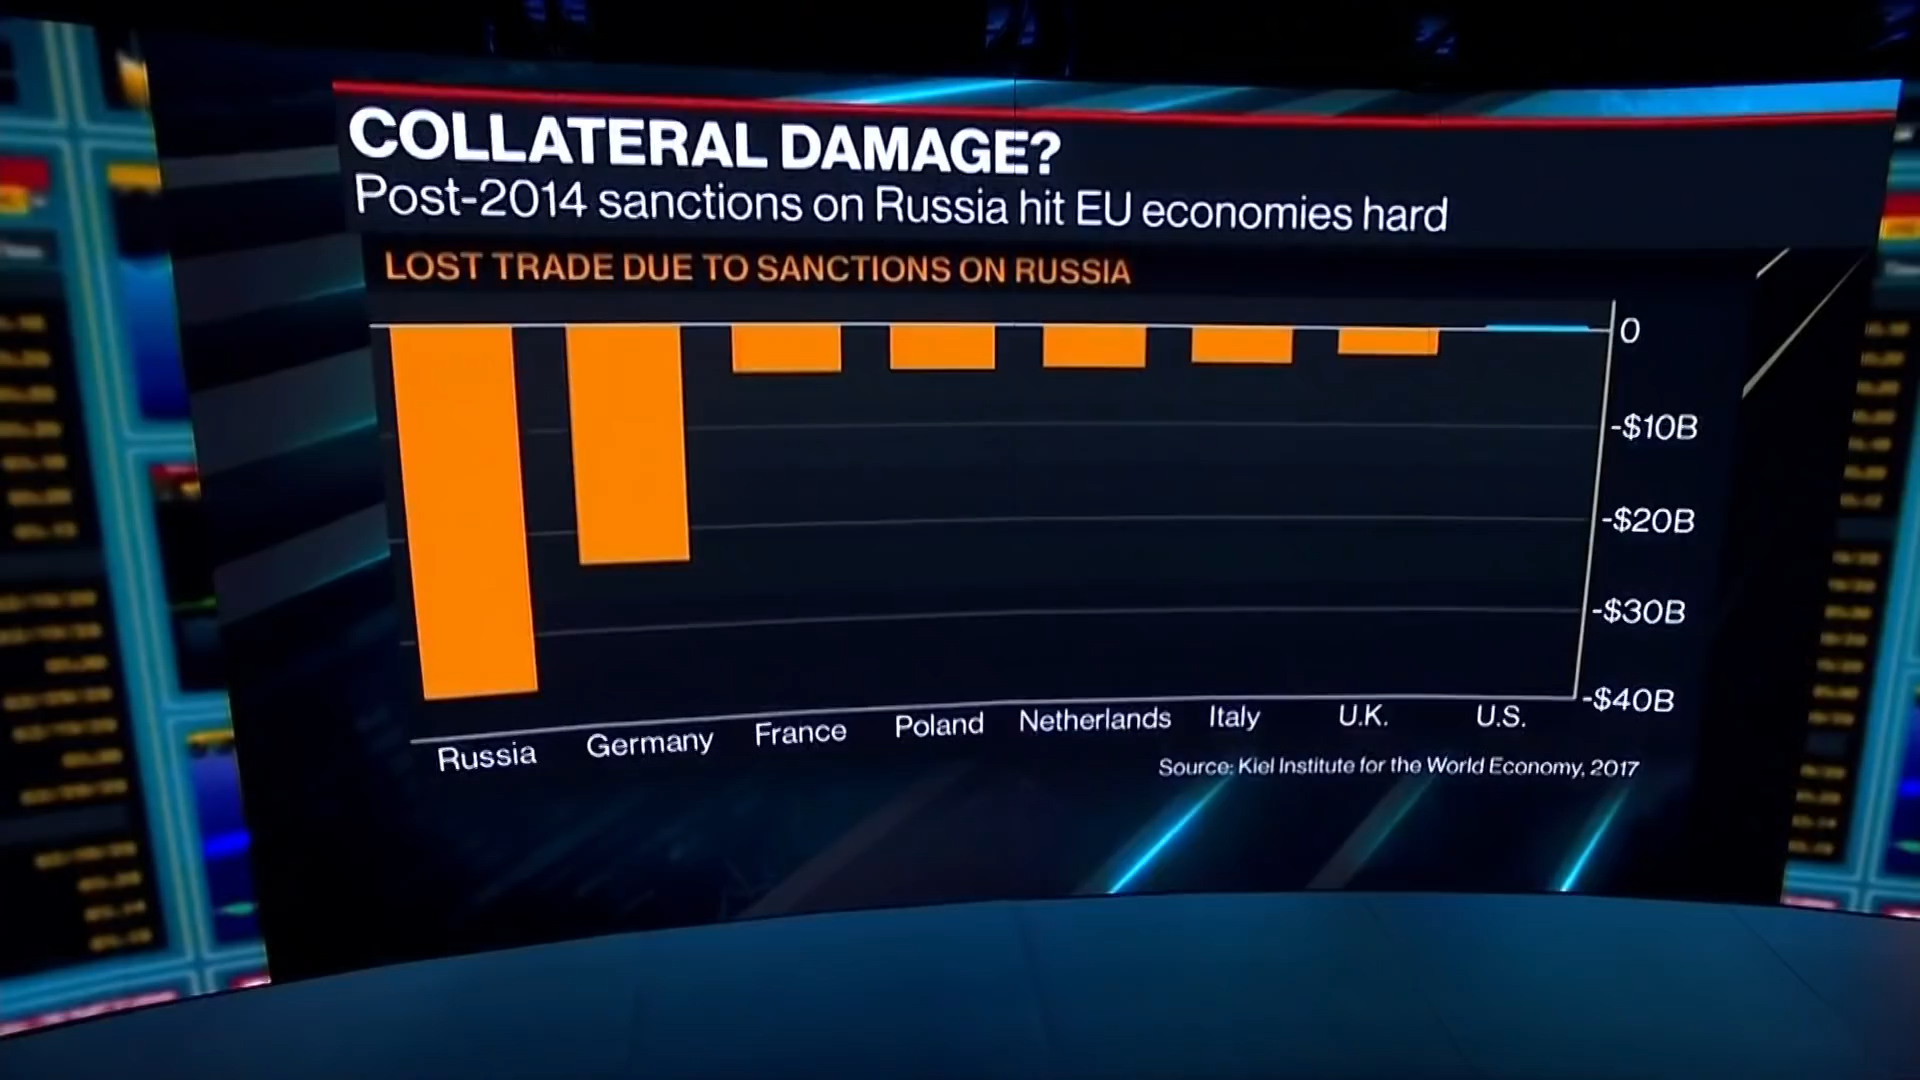 COLLATERAL DAMAGE?
Post-2014 sanctions on Russia hit EU economies hard
LOST TRADE DUE TO SANCTIONS ON RUSSIA
0
-$10B
-$20B
-$30B
-$40B
Russia Germany France Poland Netherlands Italy U.K. U.S.
Source: Kiel Institute for the World Economy, 2017